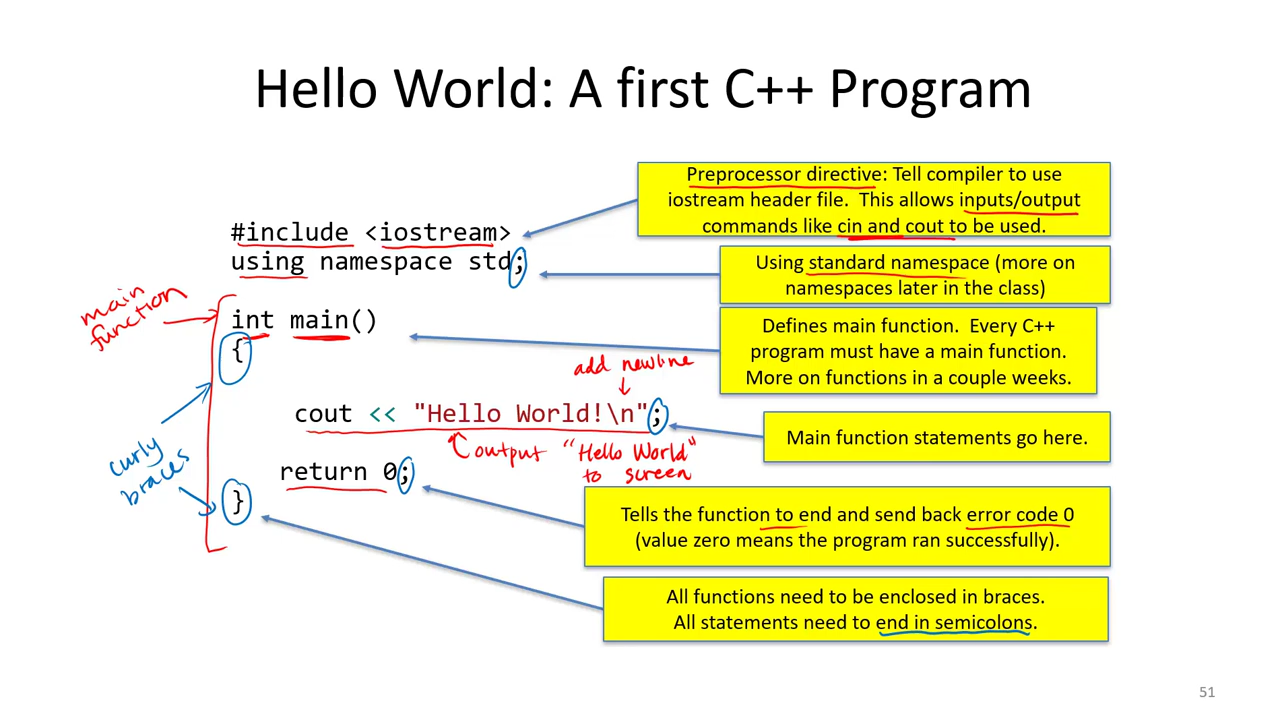 Hello World: A first C++ Program
Preprocessor directive: Tell compiler to use
iostream header file.  This allows inputs/output
commands like cin and cout to be used.
#include <iostream>
using namespace std;
Using standard namespace (more on
namespaces later in the class)
main
function
int main()
{
Defines main function.  Every C++
program must have a main function.
More on functions in a couple weeks.
add newline
cout << "Hello World!\n";
Main function statements go here.
output "Hello World"
to screen
curly
braces
return 0;
}
Tells the function to end and send back error code 0
(value zero means the program ran successfully).
All functions need to be enclosed in braces.
All statements need to end in semicolons.
51